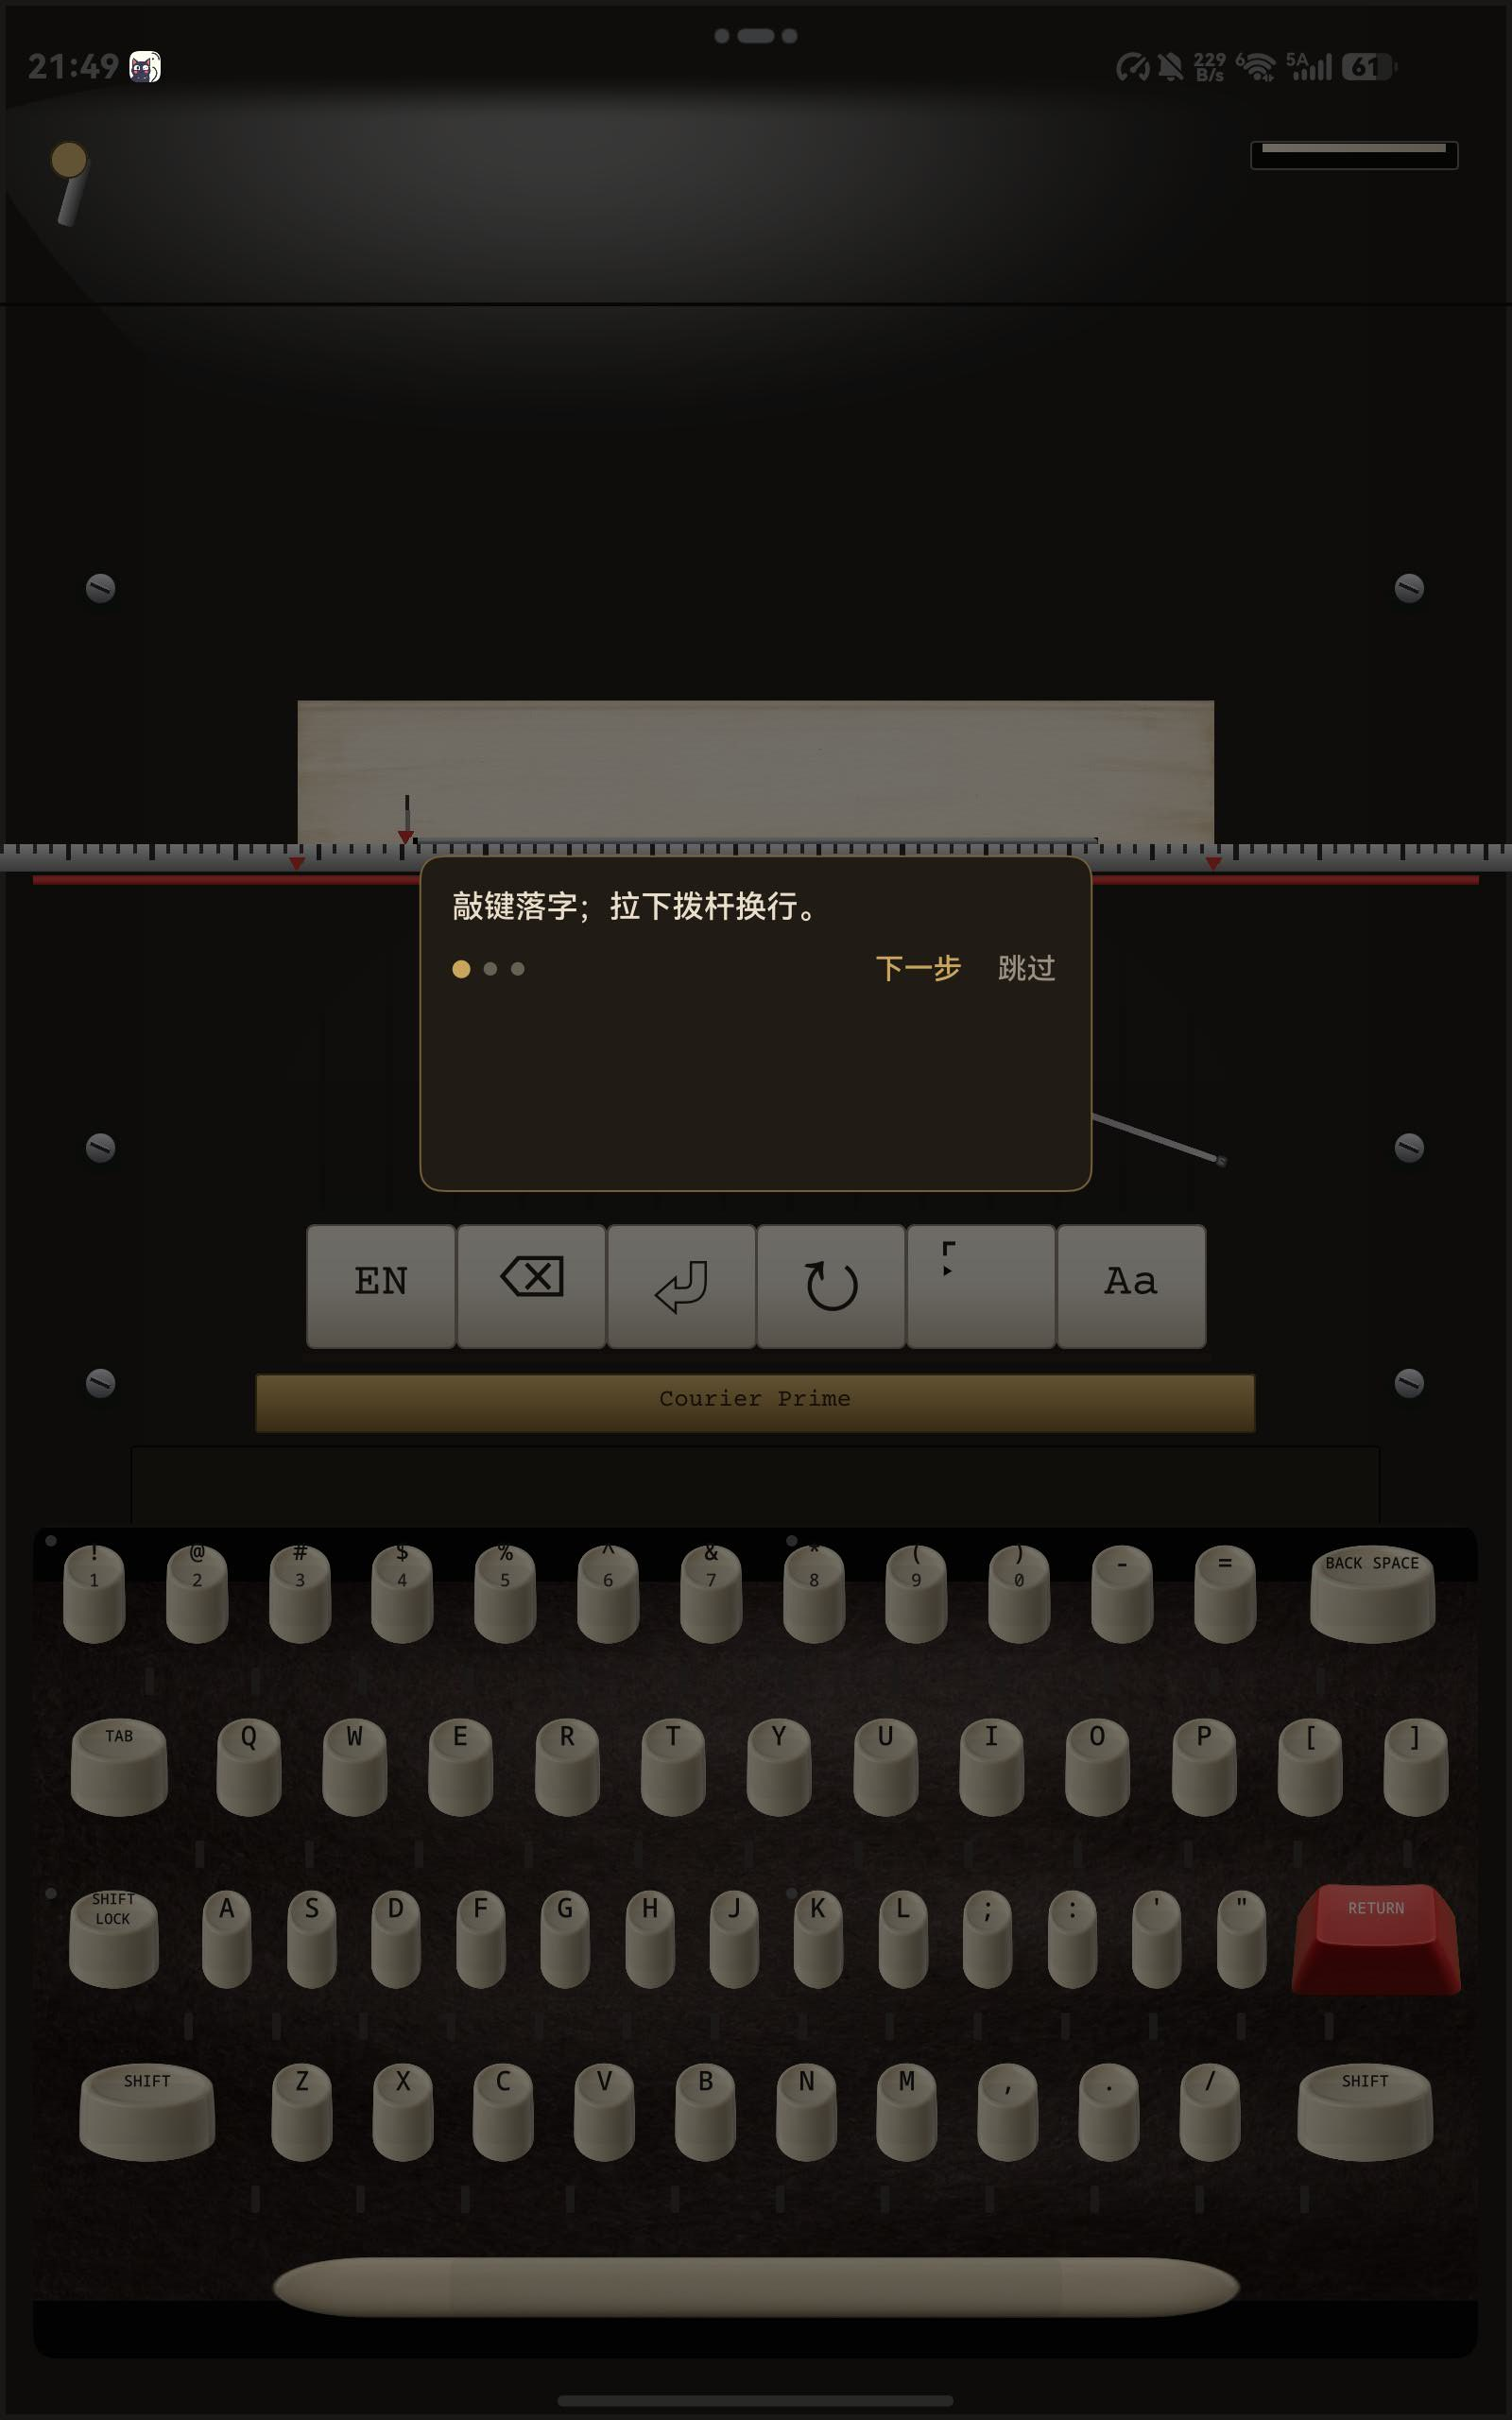 21:49 229 B/s 6 5A 61
敲键落字；拉下拨杆换行。
下一步 跳过
EN Aa
Courier Prime
! @ # $ % ^ & * ( ) - = BACK SPACE
1 2 3 4 5 6 7 8 9 0
TAB Q W E R T Y U I O P [ ]
SHIFT LOCK A S D F G H J K L ; : ' " RETURN
SHIFT Z X C V B N M , . / SHIFT